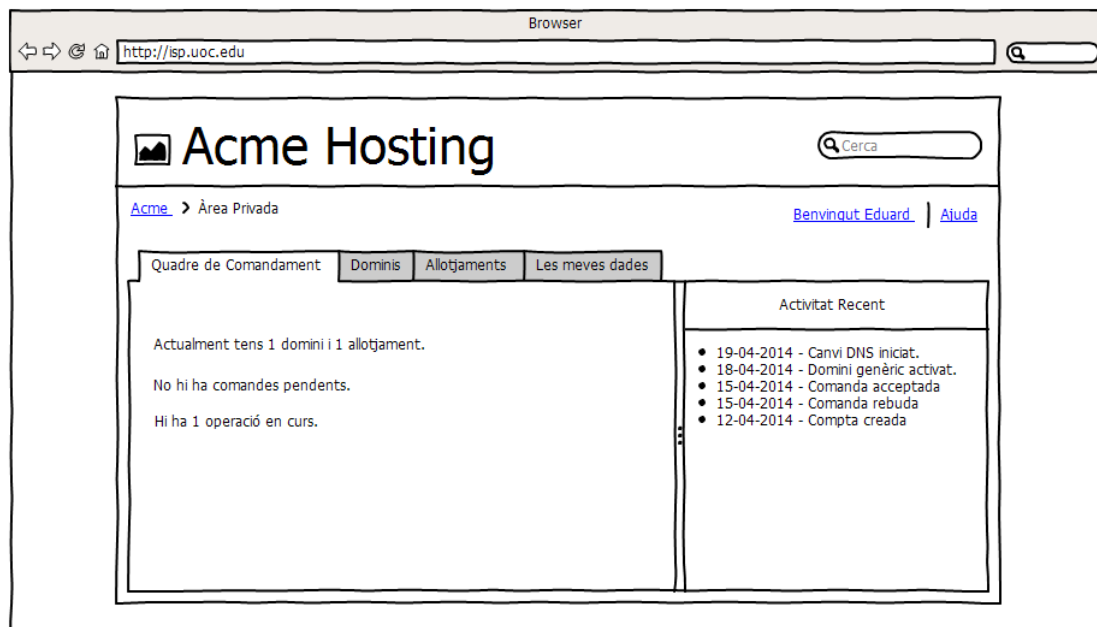 Browser
http://isp.uoc.edu
Acme Hosting
Cerca
Acme > Àrea Privada
Benvingut Eduard | Ajuda
Quadre de Comandament
Dominis
Allotjaments
Les meves dades
Actualment tens 1 domini i 1 allotjament.
No hi ha comandes pendents.
Hi ha 1 operació en curs.
Activitat Recent
19-04-2014 - Canvi DNS iniciat.
18-04-2014 - Domini genèric activat.
15-04-2014 - Comanda acceptada
15-04-2014 - Comanda rebuda
12-04-2014 - Compta creada